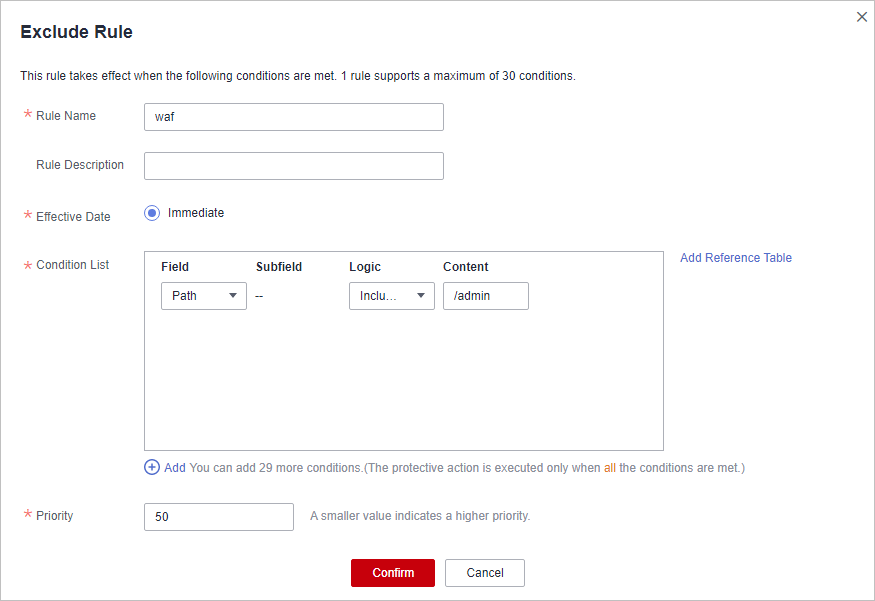 Exclude Rule
This rule takes effect when the following conditions are met. 1 rule supports a maximum of 30 conditions.
* Rule Name waf
Rule Description
* Effective Date Immediate
* Condition List Add Reference Table
Field Subfield Logic Content
Path -- Inclu... /admin
Add You can add 29 more conditions.(The protective action is executed only when all the conditions are met.)
* Priority 50 A smaller value indicates a higher priority.
Confirm Cancel